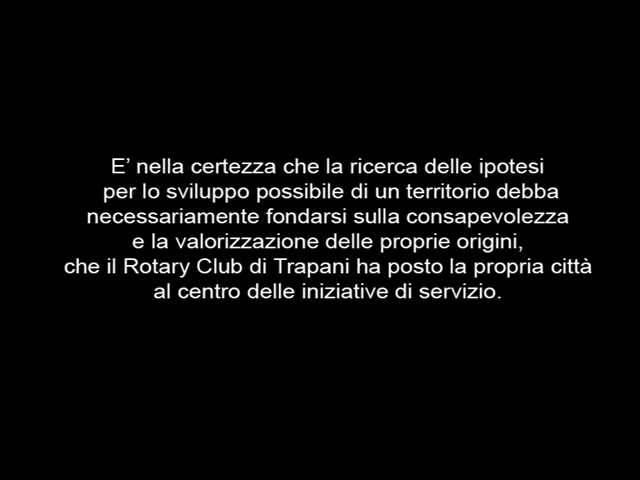 E’ nella certezza che la ricerca delle ipotesi
per lo sviluppo possibile di un territorio debba
necessariamente fondarsi sulla consapevolezza
e la valorizzazione delle proprie origini,
che il Rotary Club di Trapani ha posto la propria città
al centro delle iniziative di servizio.